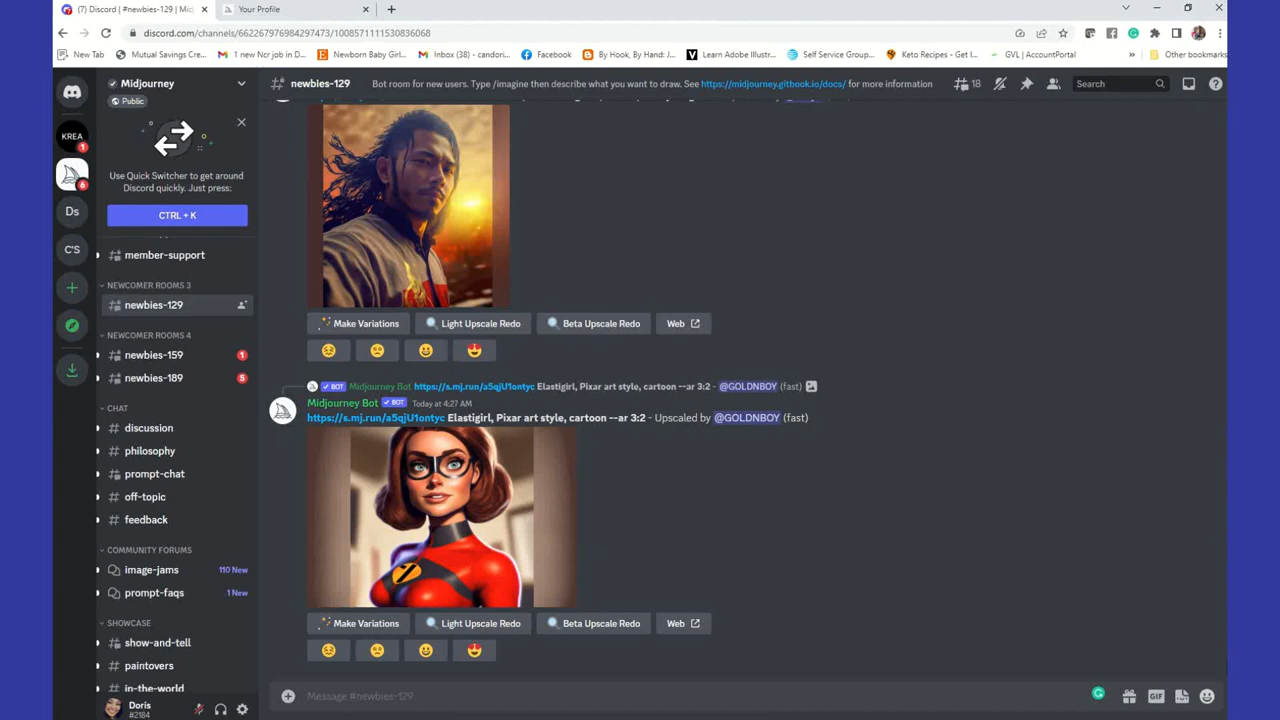 (7) Discord | #newbies-129 | Mid
Your Profile
discord.com/channels/662267976984297473/1008571111530836068
New Tab
Mutual Savings Cre...
1 new Ncr job in Det...
Newborn Baby Girl...
Inbox (38) - candori...
Facebook
By Hook, By Hand: J...
Learn Adobe Illustr...
Self Service Group...
Keto Recipes - Get I...
GVL | AccountPortal
Other bookmarks
Midjourney
Public
newbies-129
Bot room for new users. Type /imagine then describe what you want to draw. See https://midjourney.gitbook.io/docs/ for more information
18
Search
KREA
1
6
Ds
C'S
Use Quick Switcher to get around
Discord quickly. Just press:
CTRL + K
member-support
NEWCOMER ROOMS 3
newbies-129
NEWCOMER ROOMS 4
newbies-159
1
newbies-189
5
CHAT
discussion
philosophy
prompt-chat
off-topic
feedback
COMMUNITY FORUMS
image-jams
110 New
prompt-faqs
1 New
SHOWCASE
show-and-tell
paintovers
in-the-world
Doris
#2184
Make Variations
Light Upscale Redo
Beta Upscale Redo
Web
BOT Midjourney Bot https://s.mj.run/a5qjU1ontyc Elastigirl, Pixar art style, cartoon --ar 3:2 - @GOLDNBOY (fast)
Midjourney Bot BOT Today at 4:27 AM
https://s.mj.run/a5qjU1ontyc Elastigirl, Pixar art style, cartoon --ar 3:2 - Upscaled by @GOLDNBOY (fast)
Make Variations
Light Upscale Redo
Beta Upscale Redo
Web
Message #newbies-129
GIF